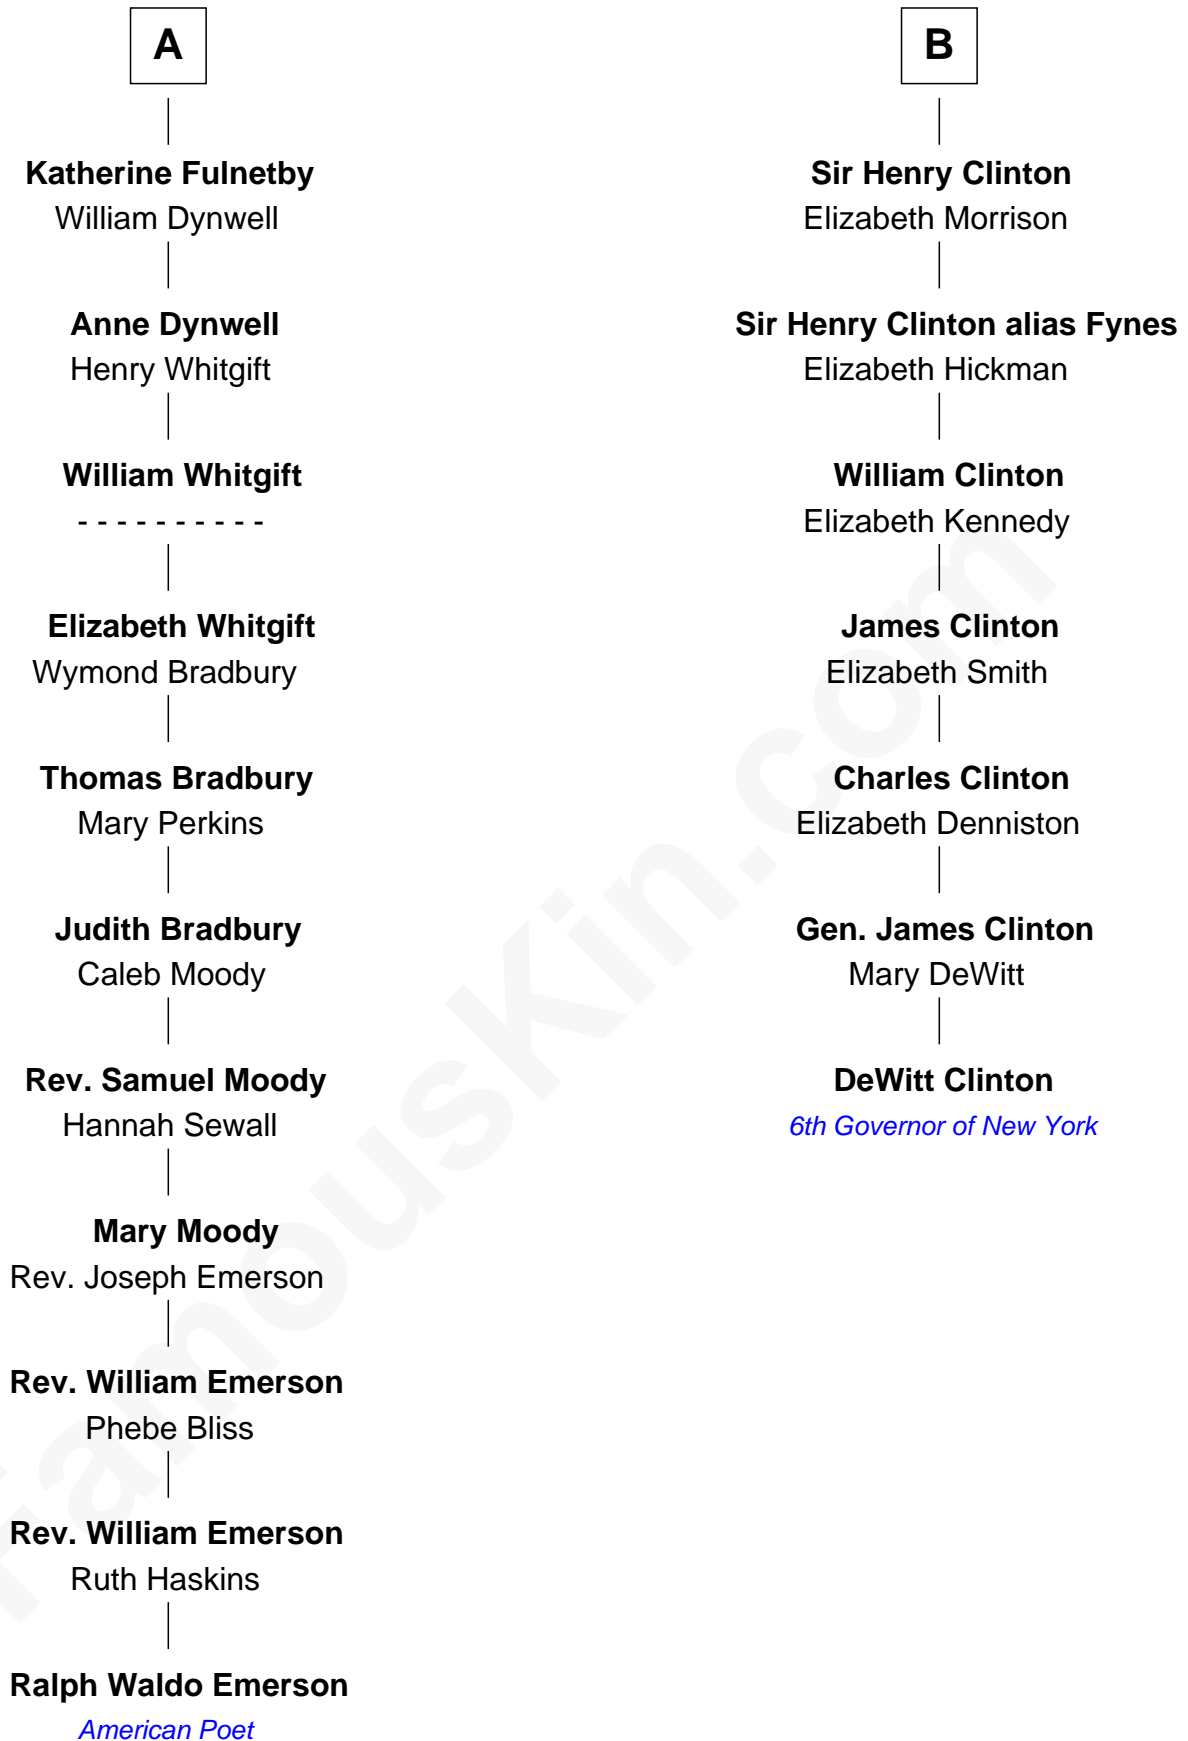 A
Katherine Fulnetby
William Dynwell
Anne Dynwell
Henry Whitgift
William Whitgift
- - - - - - - - - -
Elizabeth Whitgift
Wymond Bradbury
Thomas Bradbury
Mary Perkins
Judith Bradbury
Caleb Moody
Rev. Samuel Moody
Hannah Sewall
Mary Moody
Rev. Joseph Emerson
Rev. William Emerson
Phebe Bliss
Rev. William Emerson
Ruth Haskins
Ralph Waldo Emerson
American Poet
B
Sir Henry Clinton
Elizabeth Morrison
Sir Henry Clinton alias Fynes
Elizabeth Hickman
William Clinton
Elizabeth Kennedy
James Clinton
Elizabeth Smith
Charles Clinton
Elizabeth Denniston
Gen. James Clinton
Mary DeWitt
DeWitt Clinton
6th Governor of New York
FamousKin.com